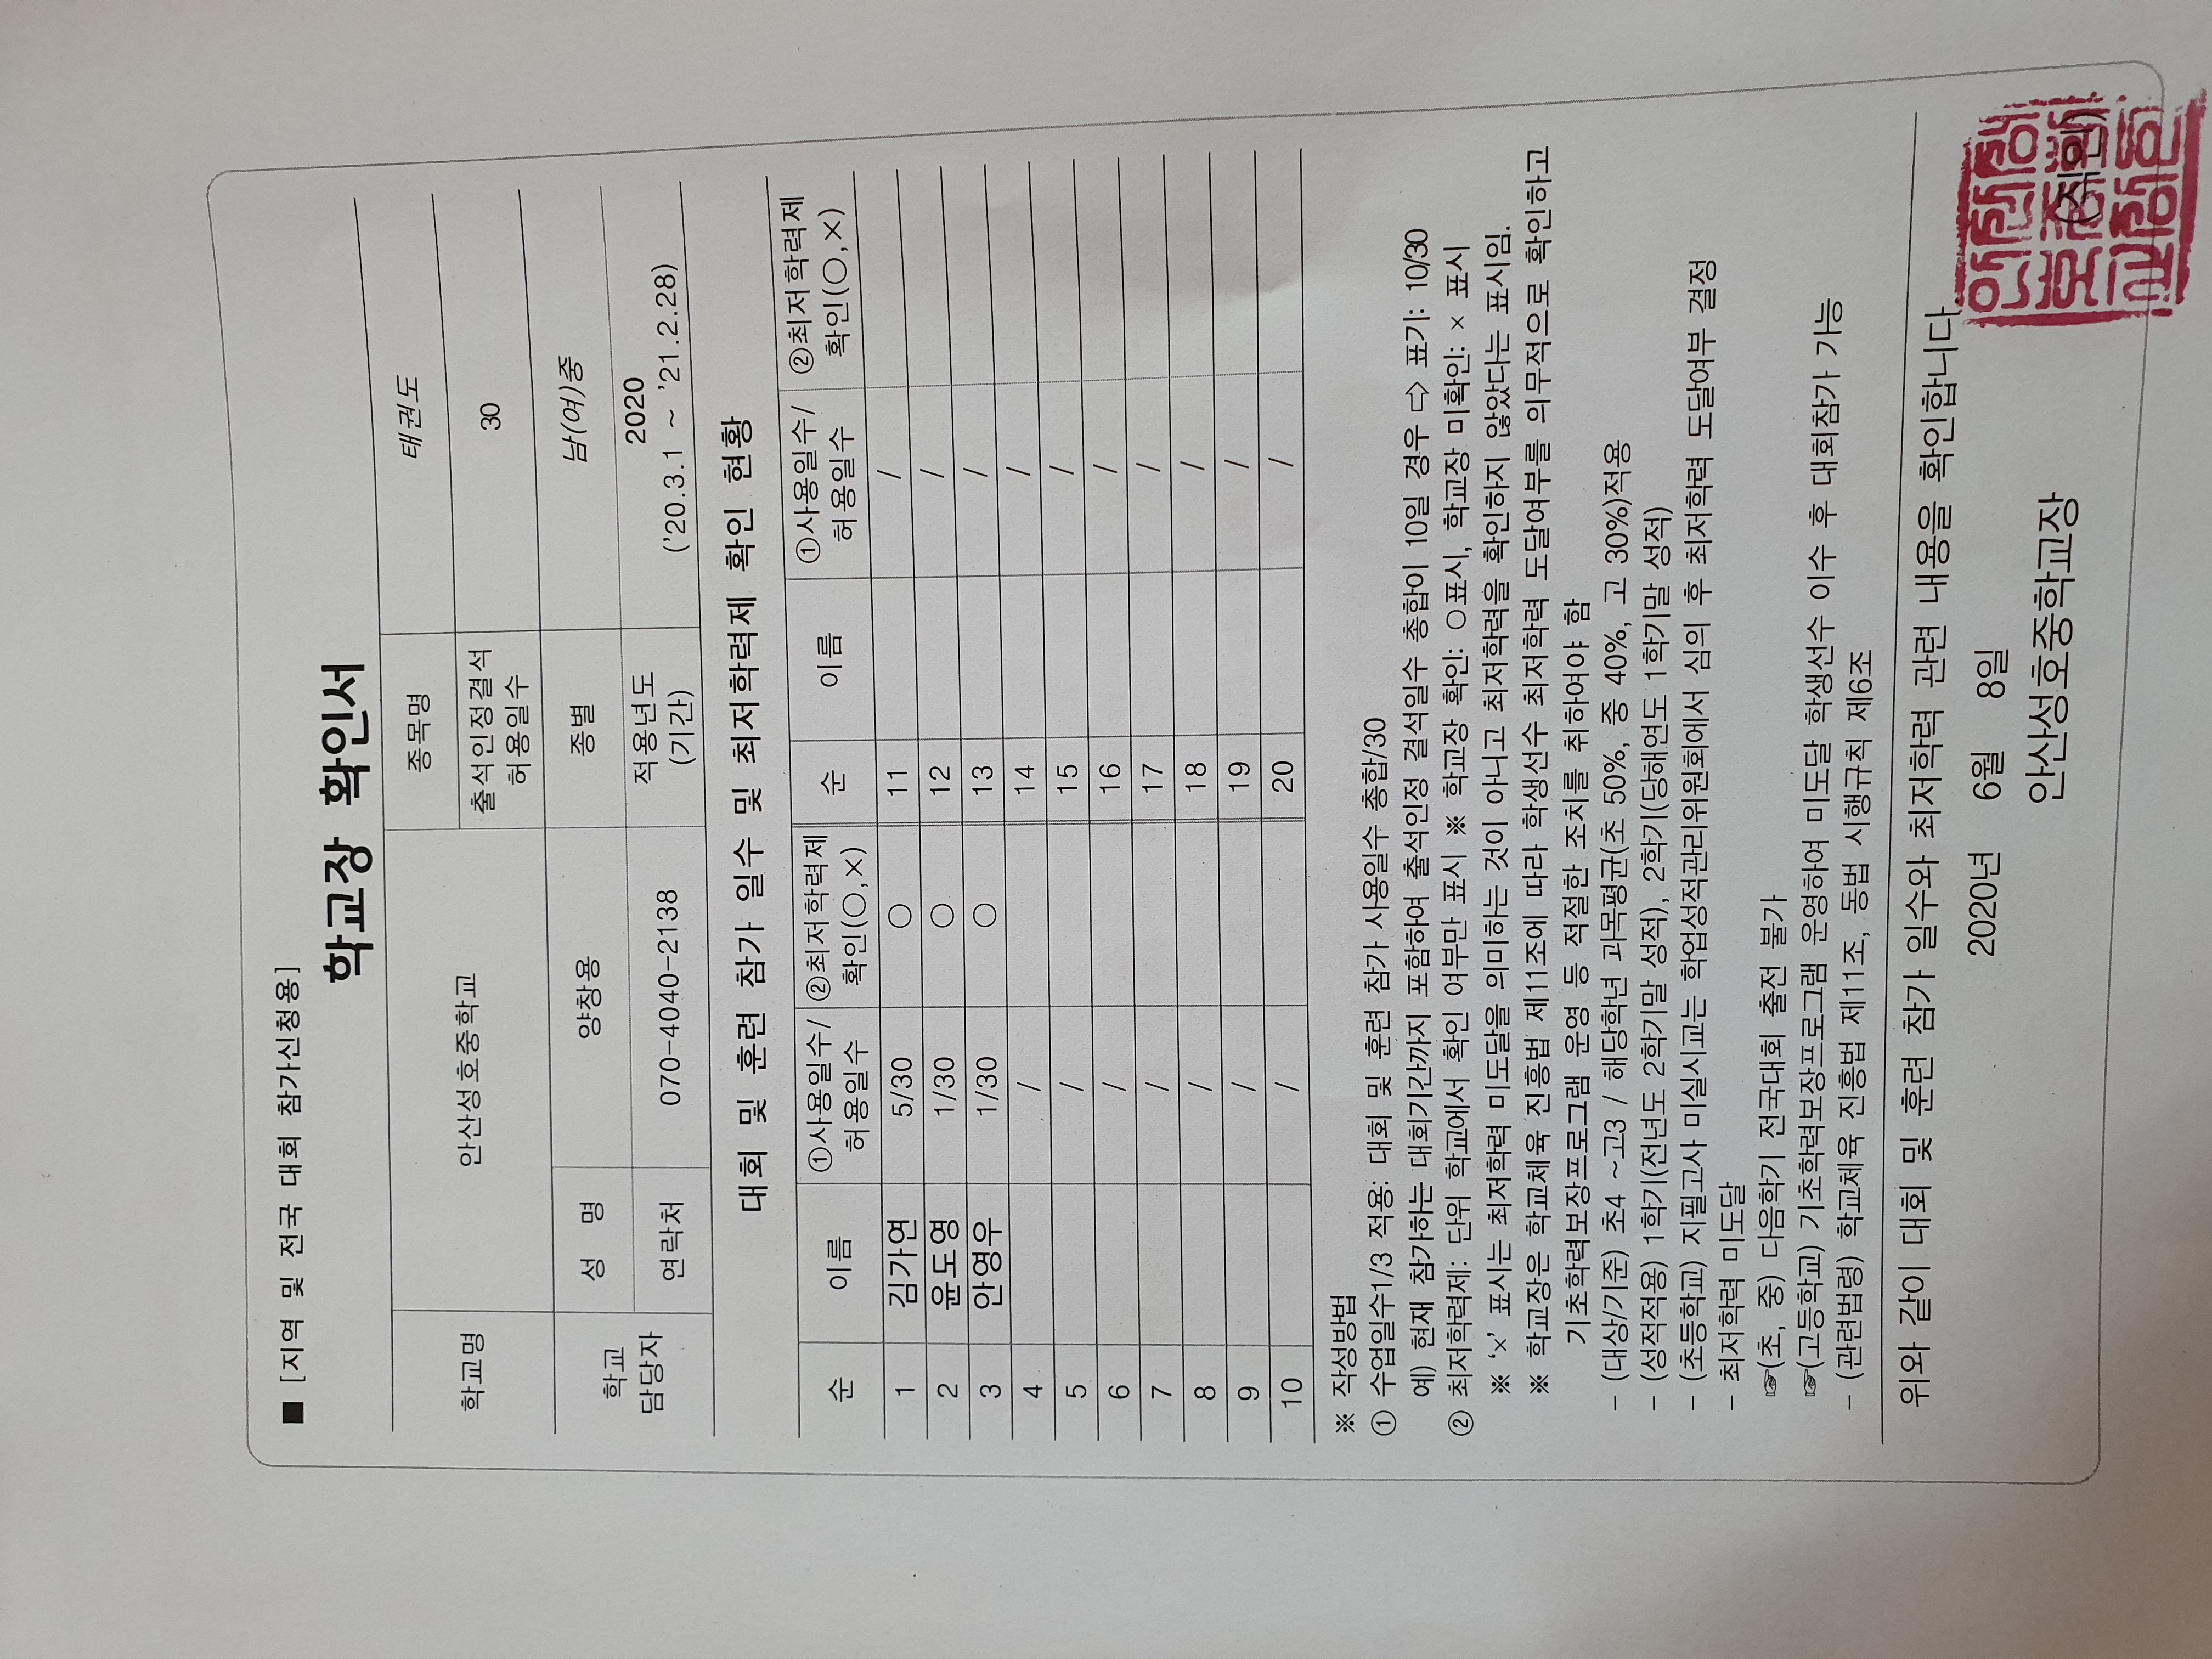 ■ [지역 및 전국 대회 참가신청용]
학교장 확인서
학교명 안산성호중학교 종목명 태권도
출석인정결석 허용일수 30
학교 담당자 성 명 양창용 종별 남(여)중
연락처 070-4040-2138 적용년도 (기간) 2020 ('20.3.1 ~ '21.2.28)
대회 및 훈련 참가 일수 및 최저학력제 확인 현황
순 이름 ①사용일수/허용일수 ②최저학력제 확인(○,×) 순 이름 ①사용일수/허용일수 ②최저학력제 확인(○,×)
1 김가연 5/30 ○ 11 /
2 윤도영 1/30 ○ 12 /
3 안영우 1/30 ○ 13 /
4 / 14 /
5 / 15 /
6 / 16 /
7 / 17 /
8 / 18 /
9 / 19 /
10 / 20 /
※ 작성방법
① 수업일수1/3 적용: 대회 및 훈련 참가 사용일수 총합/30
예) 현재 참가하는 대회기간까지 포함하여 출석인정 결석일수 총합이 10일 경우 ⇨ 표기: 10/30
② 최저학력제: 단위 학교에서 확인 여부만 표시 ※ 학교장 확인: ○표시, 학교장 미확인: × 표시
※ '×' 표시는 최저학력 미도달을 의미하는 것이 아니고 최저학력을 확인하지 않았다는 표시임.
※ 학교장은 학교체육 진흥법 제11조에 따라 학생선수 최저학력 도달여부를 의무적으로 확인하고
기초학력보장프로그램 운영 등 적절한 조치를 취하여야 함
- (대상/기준) 초4 ~고3 / 해당학년 과목평균(초 50%, 중 40%, 고 30%)적용
- (성적적용) 1학기(전년도 2학기말 성적), 2학기(당해연도 1학기말 성적)
- (초등학교) 지필고사 미실시교는 학업성적관리위원회에서 심의 후 최저학력 도달여부 결정
- 최저학력 미도달
☞(초, 중) 다음학기 전국대회 출전 불가
☞(고등학교) 기초학력보장프로그램 운영하여 미도달 학생선수 이수 후 대회참가 가능
- (관련법령) 학교체육 진흥법 제11조, 동법 시행규칙 제6조
위와 같이 대회 및 훈련 참가 일수와 최저학력 관련 내용을 확인합니다.
2020년 6월 8일
안산성호중학교장 (직인)